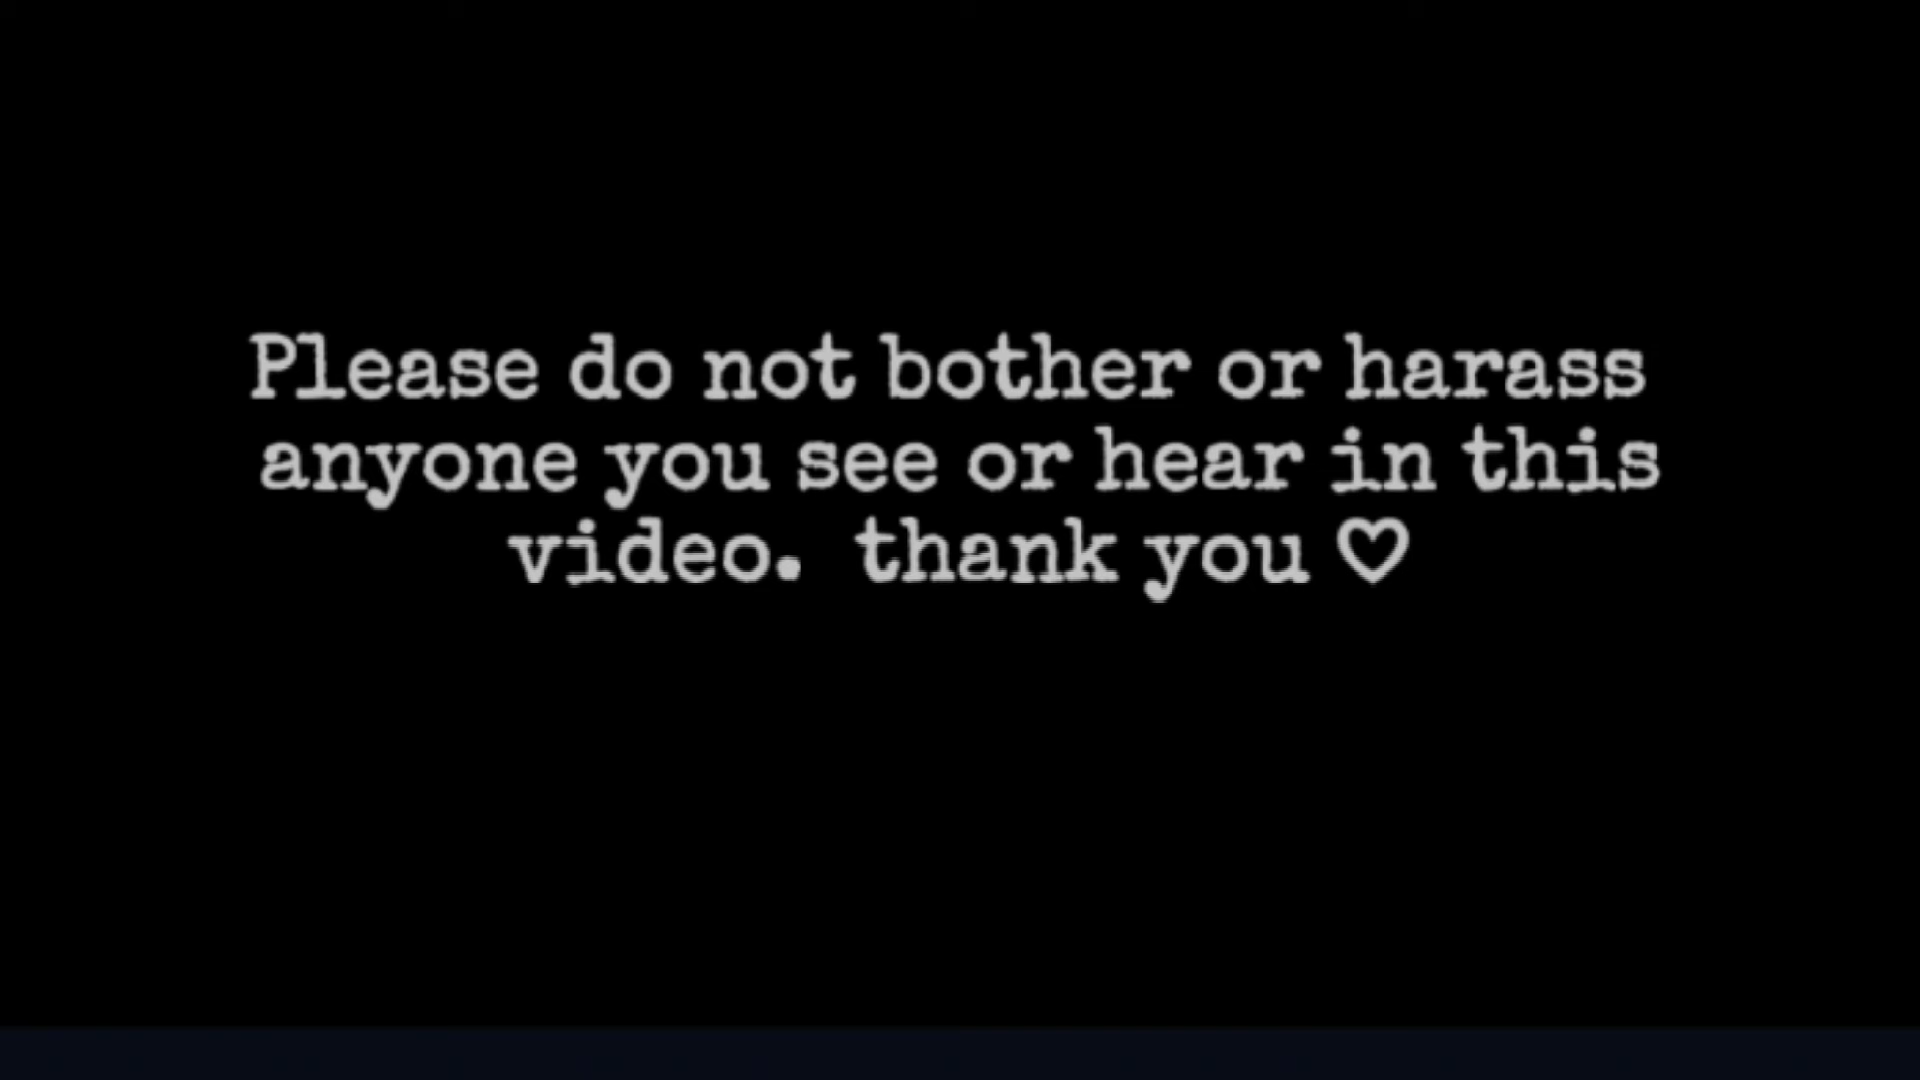 Please do not bother or harass
anyone you see or hear in this
video.  thank you ♡